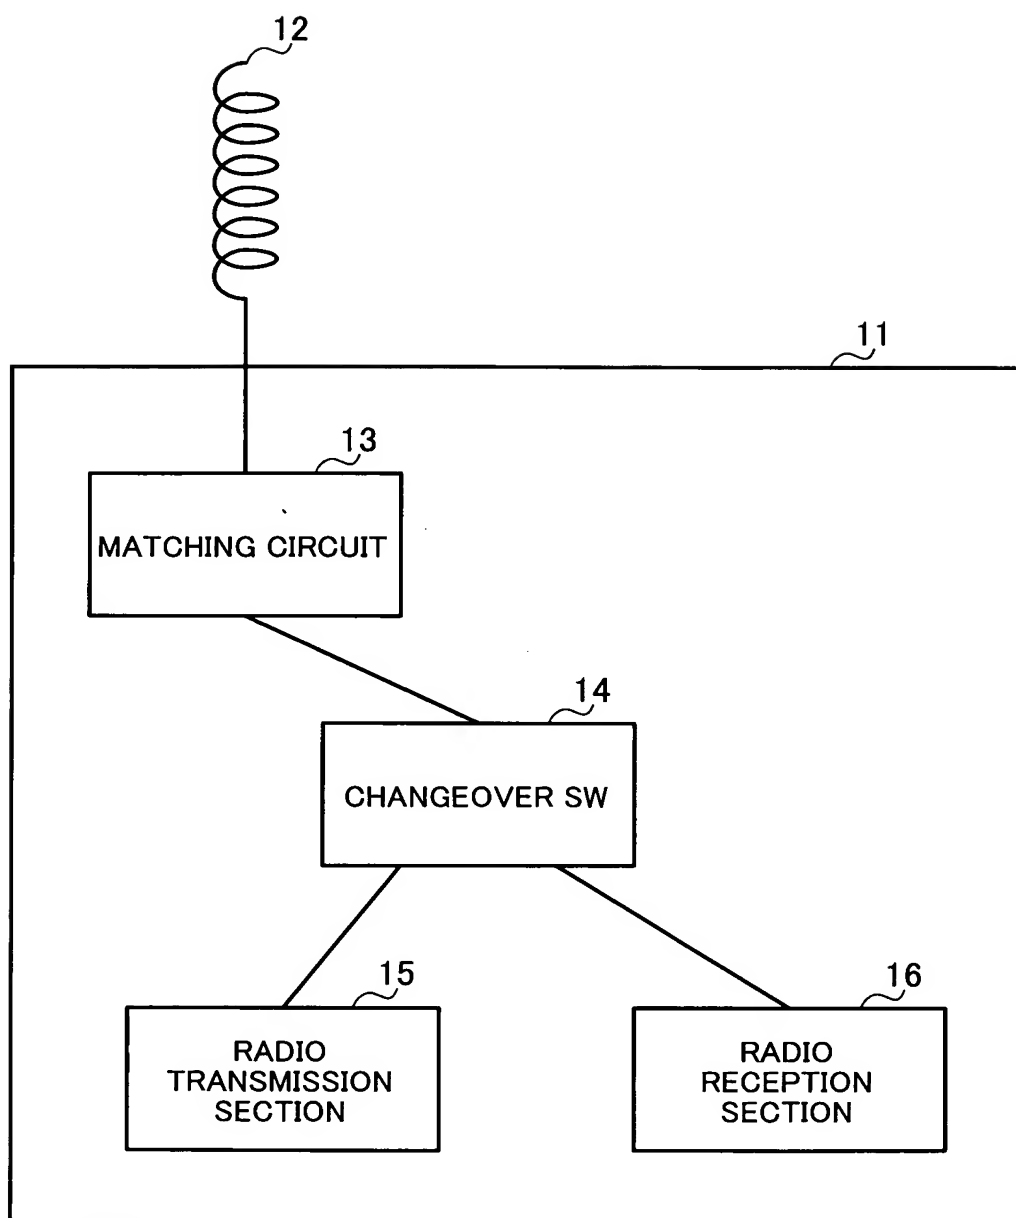 12
11
13
MATCHING CIRCUIT
14
CHANGEOVER SW
15
RADIO
TRANSMISSION
SECTION
16
RADIO
RECEPTION
SECTION